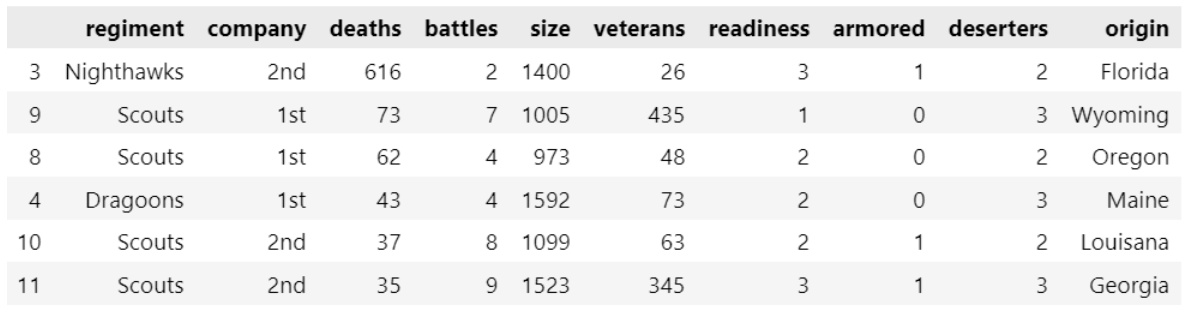 regiment company deaths battles size veterans readiness armored deserters origin
3 Nighthawks 2nd 616 2 1400 26 3 1 2 Florida
9 Scouts 1st 73 7 1005 435 1 0 3 Wyoming
8 Scouts 1st 62 4 973 48 2 0 2 Oregon
4 Dragoons 1st 43 4 1592 73 2 0 3 Maine
10 Scouts 2nd 37 8 1099 63 2 1 2 Louisana
11 Scouts 2nd 35 9 1523 345 3 1 3 Georgia